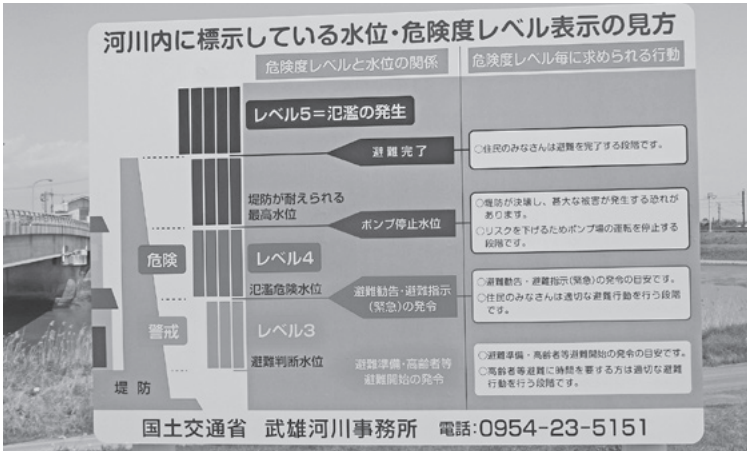 河川内に標示している水位・危険度レベル表示の見方
危険度レベルと水位の関係
危険度レベル毎に求められる行動
レベル5=氾濫の発生
避難完了
○住民のみなさんは避難を完了する段階です。
堤防が耐えられる
最高水位
ポンプ停止水位
○堤防が決壊し、甚大な被害が発生する恐れが
あります。
○リスクを下げるためポンプ場の運転を停止する
段階です。
危険
レベル4
氾濫危険水位
避難勧告・避難指示
(緊急)の発令
○避難勧告・避難指示(緊急)の発令の目安です。
○住民のみなさんは適切な避難行動を行う段階
です。
警戒
レベル3
避難判断水位
避難準備・高齢者等
避難開始の発令
○避難準備・高齢者等避難開始の発令の目安です。
○高齢者等避難に時間を要する方は適切な避難
行動を行う段階です。
堤防
国土交通省 武雄河川事務所 電話:0954-23-5151